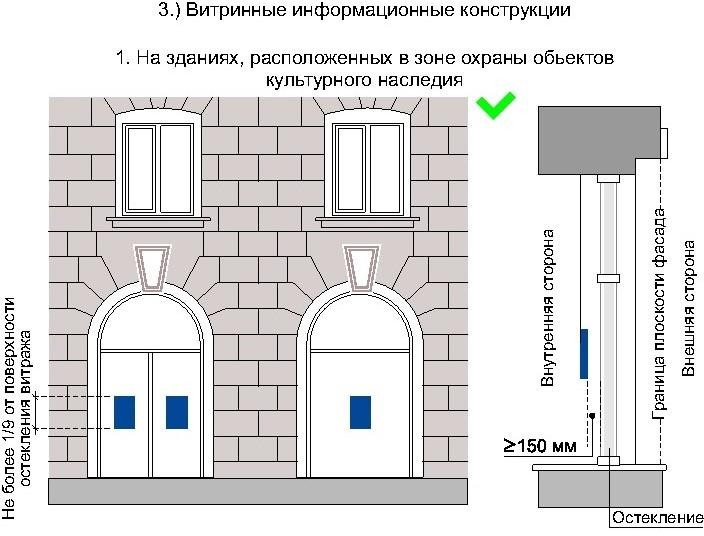 3.) Витринные информационные конструкции
1. На зданиях, расположенных в зоне охраны обьектов
культурного наследия
Не более 1/9 от поверхности
остекления витража
Внутренняя сторона
Граница плоскости фасада
Внешняя сторона
≥150 мм
Остекление